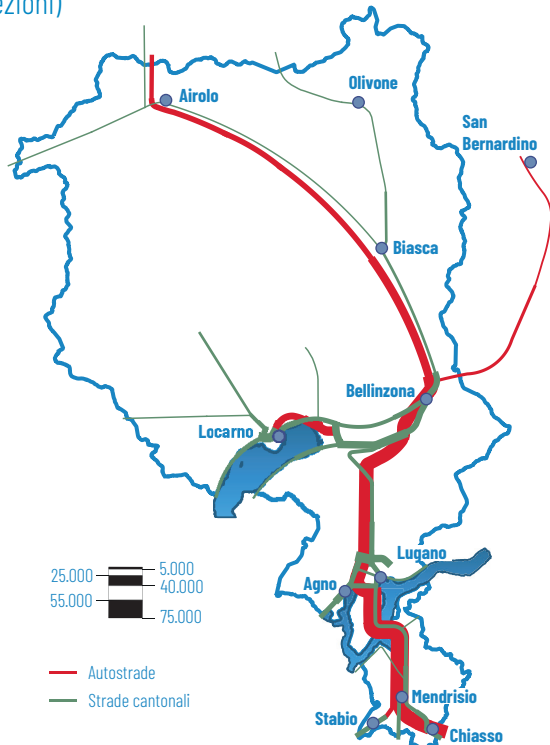 ezioni)
Airolo
Olivone
San
Bernardino
Biasca
Bellinzona
Locarno
Lugano
Agno
5.000
25.000
40.000
55.000
75.000
Autostrade
Strade cantonali
Mendrisio
Stabio
Chiasso